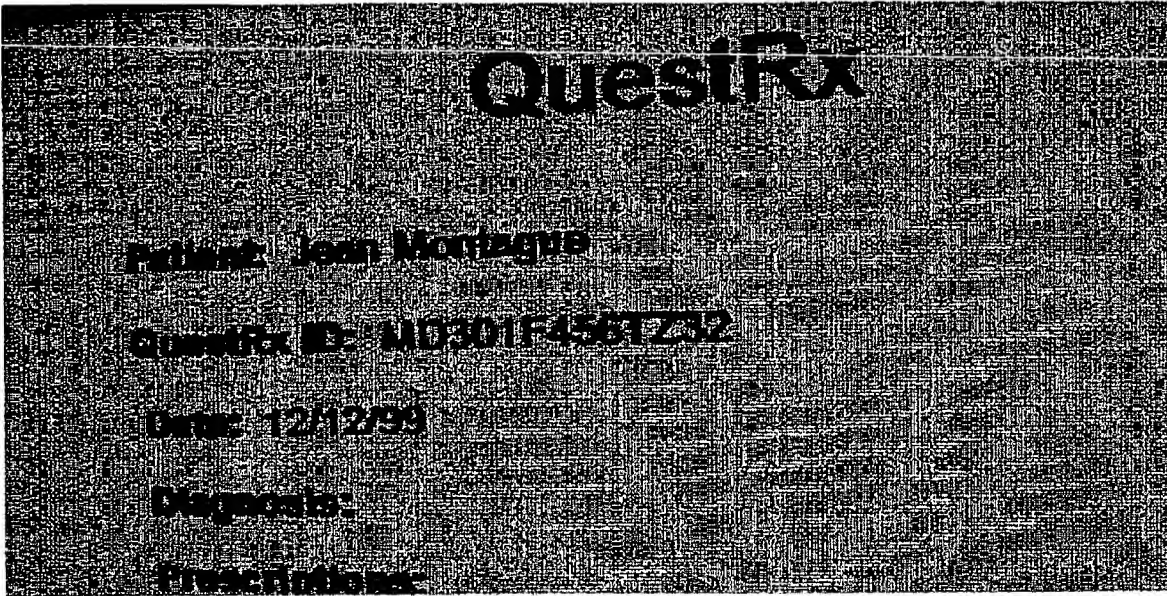 QuestRx
Patient: Jean Montague
QuestRx ID: MD301F4561Z32
Date: 12/12/99
Diagnosis:
Prescriptions: